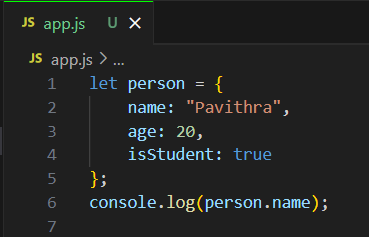 JS app.js U ×
JS app.js > ...
1 let person = {
2     name: "Pavithra",
3     age: 20,
4     isStudent: true
5 };
6 console.log(person.name);
7